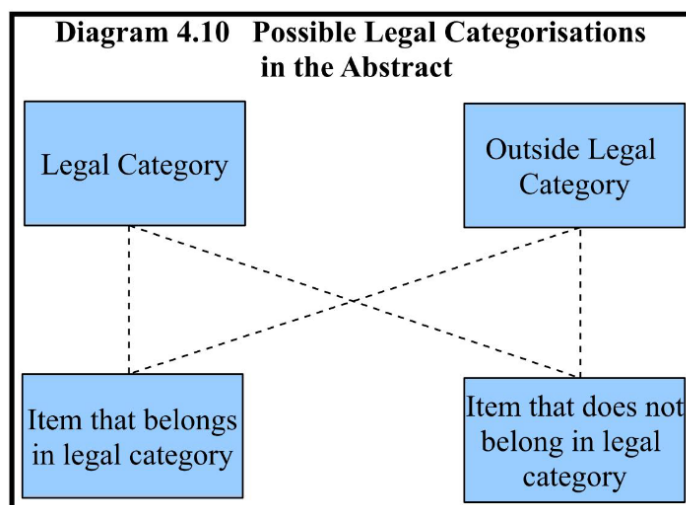 Diagram 4.10 Possible Legal Categorisations
in the Abstract
Legal Category
Outside Legal
Category
Item that belongs
in legal category
Item that does not
belong in legal
category